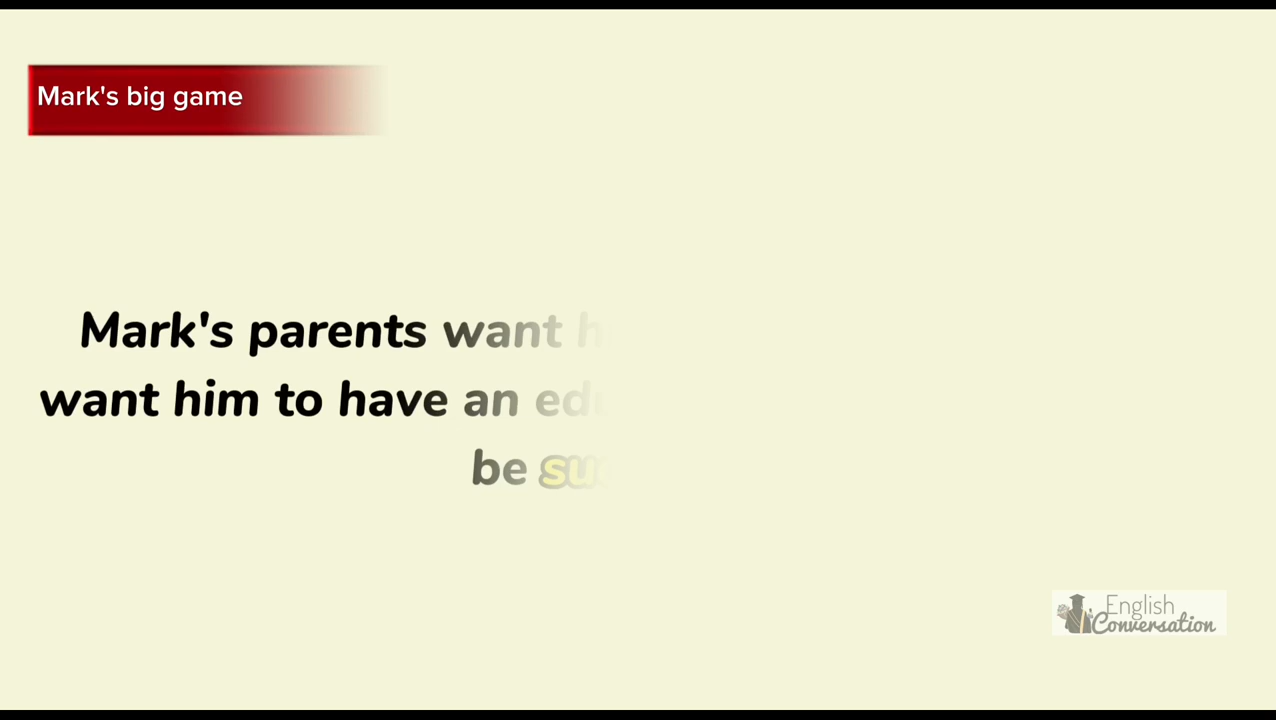 Mark's big game
Mark's parents want
want him to have an
be
English
Conversation